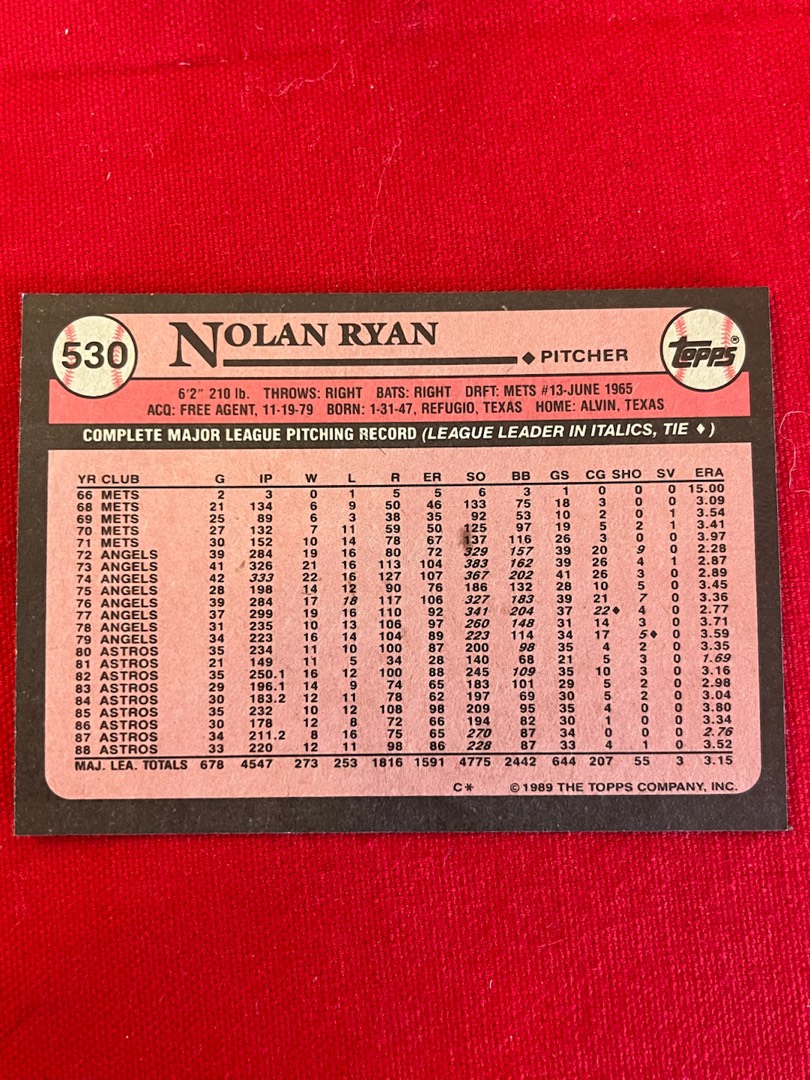 530 NOLAN RYAN ♦ PITCHER Topps®
6'2" 210 lb. THROWS: RIGHT BATS: RIGHT DRFT: METS #13-JUNE 1965
ACQ: FREE AGENT, 11-19-79 BORN: 1-31-47, REFUGIO, TEXAS HOME: ALVIN, TEXAS
COMPLETE MAJOR LEAGUE PITCHING RECORD (LEAGUE LEADER IN ITALICS, TIE ♦)
YR CLUB G IP W L R ER SO BB GS CG SHO SV ERA
66 METS 2 3 0 1 5 5 6 3 1 0 0 0 15.00
68 METS 21 134 6 9 50 46 133 75 18 3 0 0 3.09
69 METS 25 89 6 3 38 35 92 53 10 2 0 1 3.54
70 METS 27 132 7 11 59 50 125 97 19 5 2 1 3.41
71 METS 30 152 10 14 78 67 137 116 26 3 0 0 3.97
72 ANGELS 39 284 19 16 80 72 329 157 39 20 9 0 2.28
73 ANGELS 41 326 21 16 113 104 383 162 39 26 4 1 2.87
74 ANGELS 42 333 22 16 127 107 367 202 41 26 3 0 2.89
75 ANGELS 28 198 14 12 90 76 186 132 28 10 5 0 3.45
76 ANGELS 39 284 17 18 117 106 327 183 39 21 7 0 3.36
77 ANGELS 37 299 19 16 110 92 341 204 37 22♦ 4 0 2.77
78 ANGELS 31 235 10 13 106 97 260 148 31 14 3 0 3.71
79 ANGELS 34 223 16 14 104 89 223 114 34 17 5♦ 0 3.59
80 ASTROS 35 234 11 10 100 87 200 98 35 4 2 0 3.35
81 ASTROS 21 149 11 5 34 28 140 68 21 5 3 0 1.69
82 ASTROS 35 250.1 16 12 100 88 245 109 35 10 3 0 3.16
83 ASTROS 29 196.1 14 9 74 65 183 101 29 5 2 0 2.98
84 ASTROS 30 183.2 12 11 78 62 197 69 30 5 2 0 3.04
85 ASTROS 35 232 10 12 108 98 209 95 35 4 0 0 3.80
86 ASTROS 30 178 12 8 72 66 194 82 30 1 0 0 3.34
87 ASTROS 34 211.2 8 16 75 65 270 87 34 0 0 0 2.76
88 ASTROS 33 220 12 11 98 86 228 87 33 4 1 0 3.52
MAJ. LEA. TOTALS 678 4547 273 253 1816 1591 4775 2442 644 207 55 3 3.15
C* © 1989 THE TOPPS COMPANY, INC.